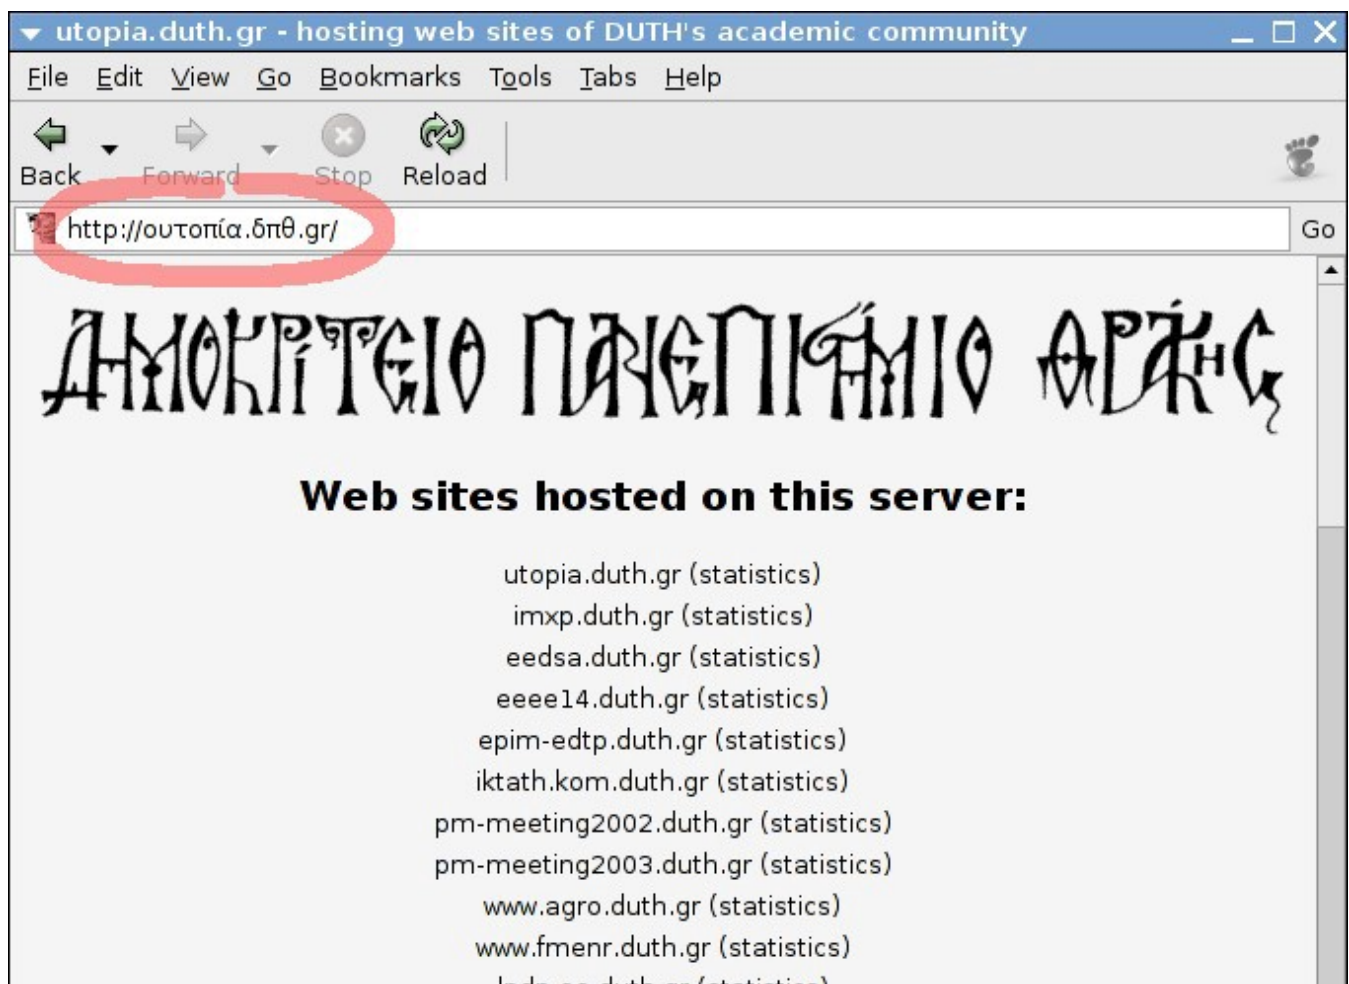 utopia.duth.gr - hosting web sites of DUTH's academic community
File Edit View Go Bookmarks Tools Tabs Help
Back Forward Stop Reload
http://ουτοπία.δπθ.gr/ Go
ΔΗΜΟΚΡΙΤΕΙΟ ΠΑΝΕΠΙΣΤΗΜΙΟ ΘΡΑΚΗΣ
Web sites hosted on this server:
utopia.duth.gr (statistics)
imxp.duth.gr (statistics)
eedsa.duth.gr (statistics)
eeee14.duth.gr (statistics)
epim-edtp.duth.gr (statistics)
iktath.kom.duth.gr (statistics)
pm-meeting2002.duth.gr (statistics)
pm-meeting2003.duth.gr (statistics)
www.agro.duth.gr (statistics)
www.fmenr.duth.gr (statistics)
(statistics)